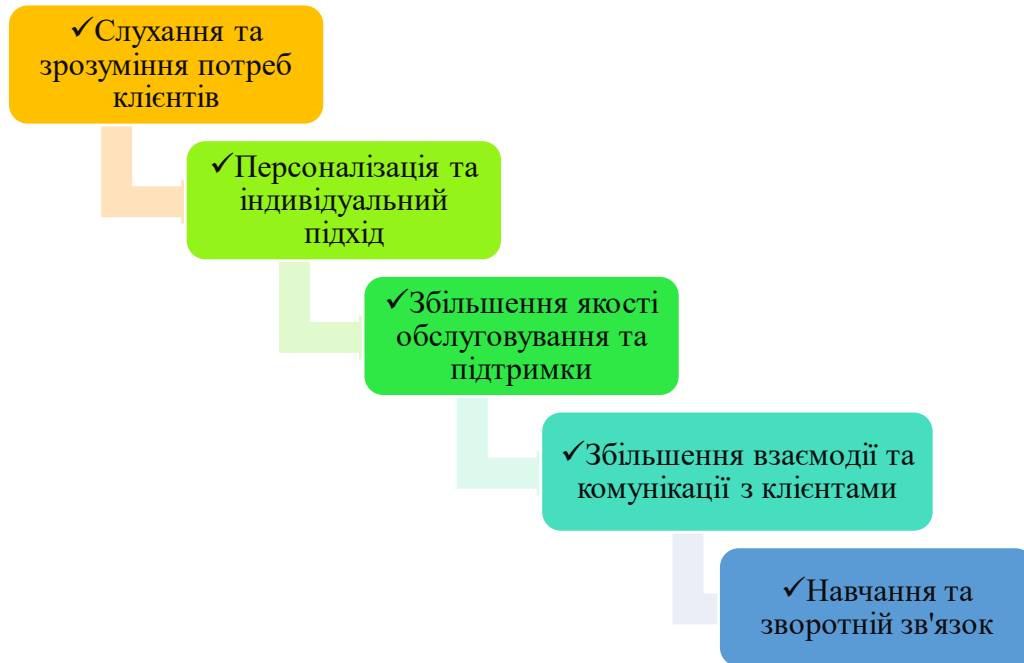 ✓Слухання та
зрозуміння потреб
клієнтів
✓Персоналізація та
індивідуальний
підхід
✓Збільшення якості
обслуговування та
підтримки
✓Збільшення взаємодії та
комунікації з клієнтами
✓Навчання та
зворотній зв'язок